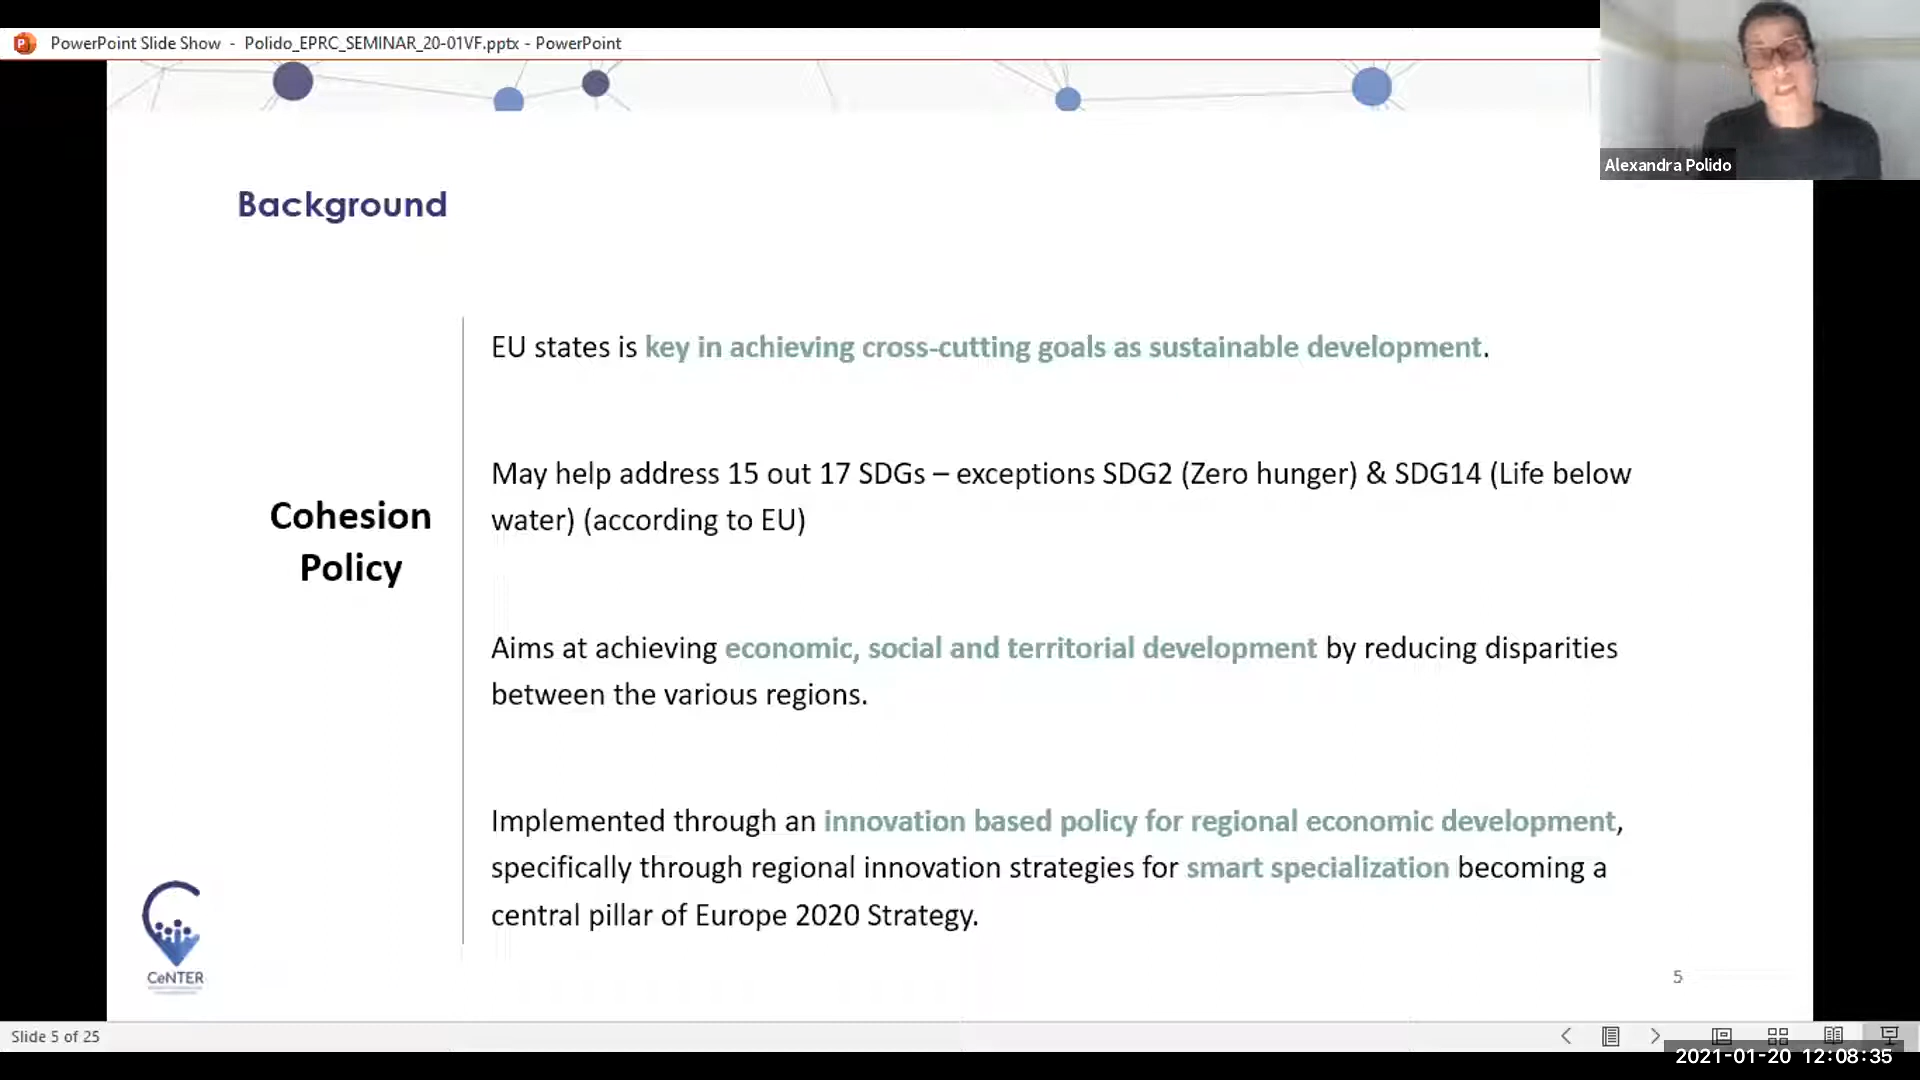 PowerPoint Slide Show - Polido_EPRC_SEMINAR_20-01VF.pptx - PowerPoint
Alexandra Polido
Background
Cohesion
Policy
EU states is key in achieving cross-cutting goals as sustainable development.
May help address 15 out 17 SDGs – exceptions SDG2 (Zero hunger) & SDG14 (Life below
water) (according to EU)
Aims at achieving economic, social and territorial development by reducing disparities
between the various regions.
Implemented through an innovation based policy for regional economic development,
specifically through regional innovation strategies for smart specialization becoming a
central pillar of Europe 2020 Strategy.
CeNTER
5
Slide 5 of 25
2021-01-20 12:08:35